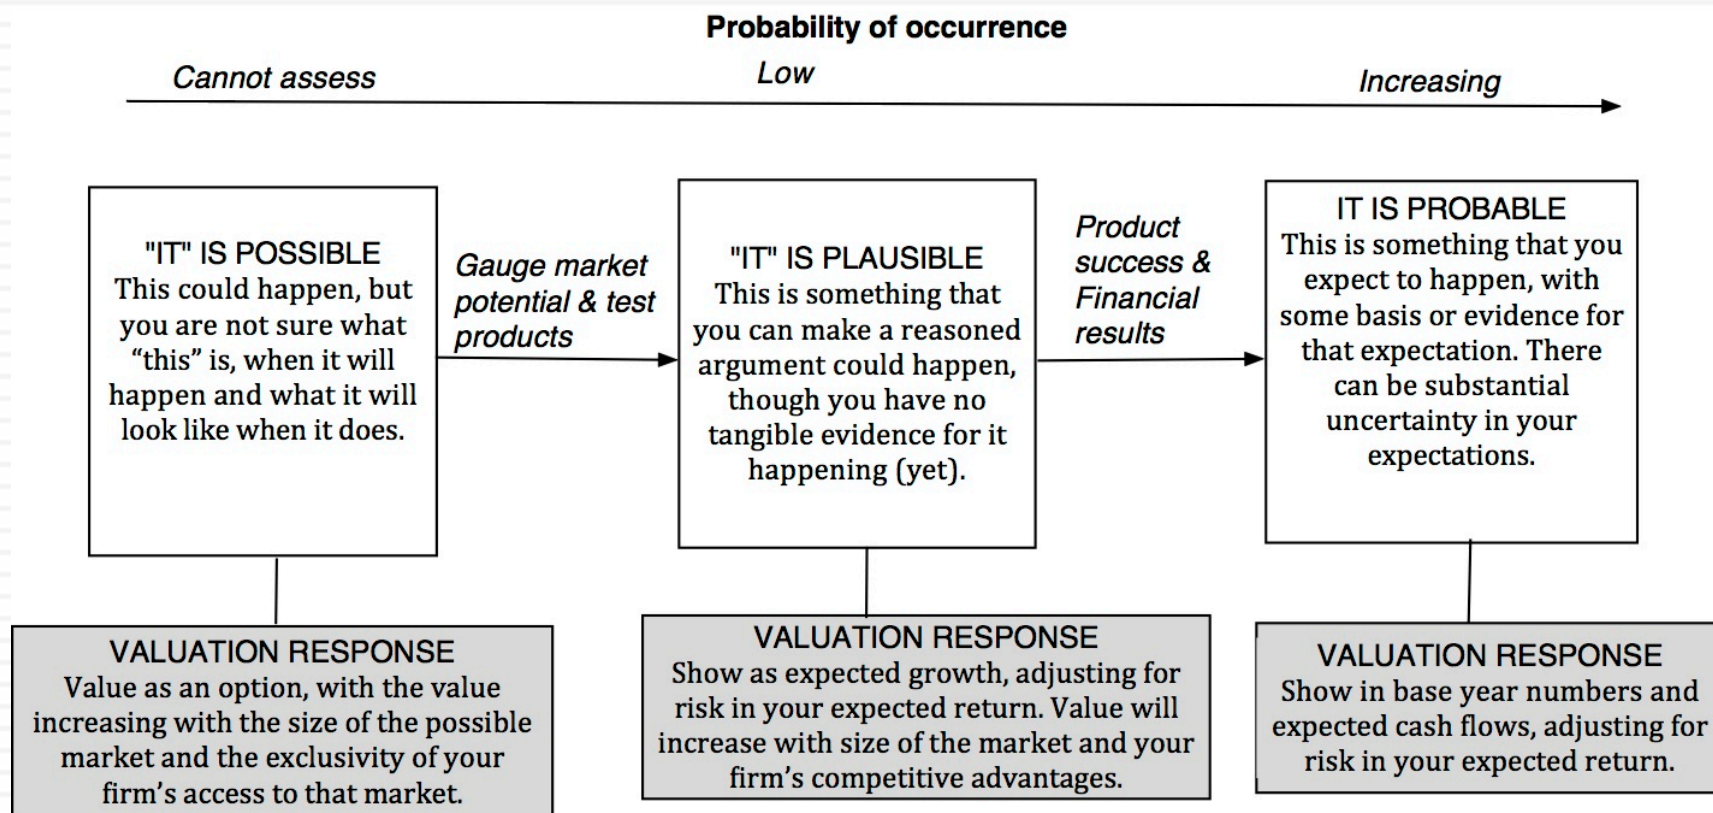 Probability of occurrence
Cannot assess
Low
Increasing
"IT" IS POSSIBLE
This could happen, but
you are not sure what
“this” is, when it will
happen and what it will
look like when it does.
Gauge market
potential & test
products
"IT" IS PLAUSIBLE
This is something that
you can make a reasoned
argument could happen,
though you have no
tangible evidence for it
happening (yet).
Product
success &
Financial
results
IT IS PROBABLE
This is something that you
expect to happen, with
some basis or evidence for
that expectation. There
can be substantial
uncertainty in your
expectations.
VALUATION RESPONSE
Value as an option, with the value
increasing with the size of the possible
market and the exclusivity of your
firm’s access to that market.
VALUATION RESPONSE
Show as expected growth, adjusting for
risk in your expected return. Value will
increase with size of the market and your
firm’s competitive advantages.
VALUATION RESPONSE
Show in base year numbers and
expected cash flows, adjusting for
risk in your expected return.